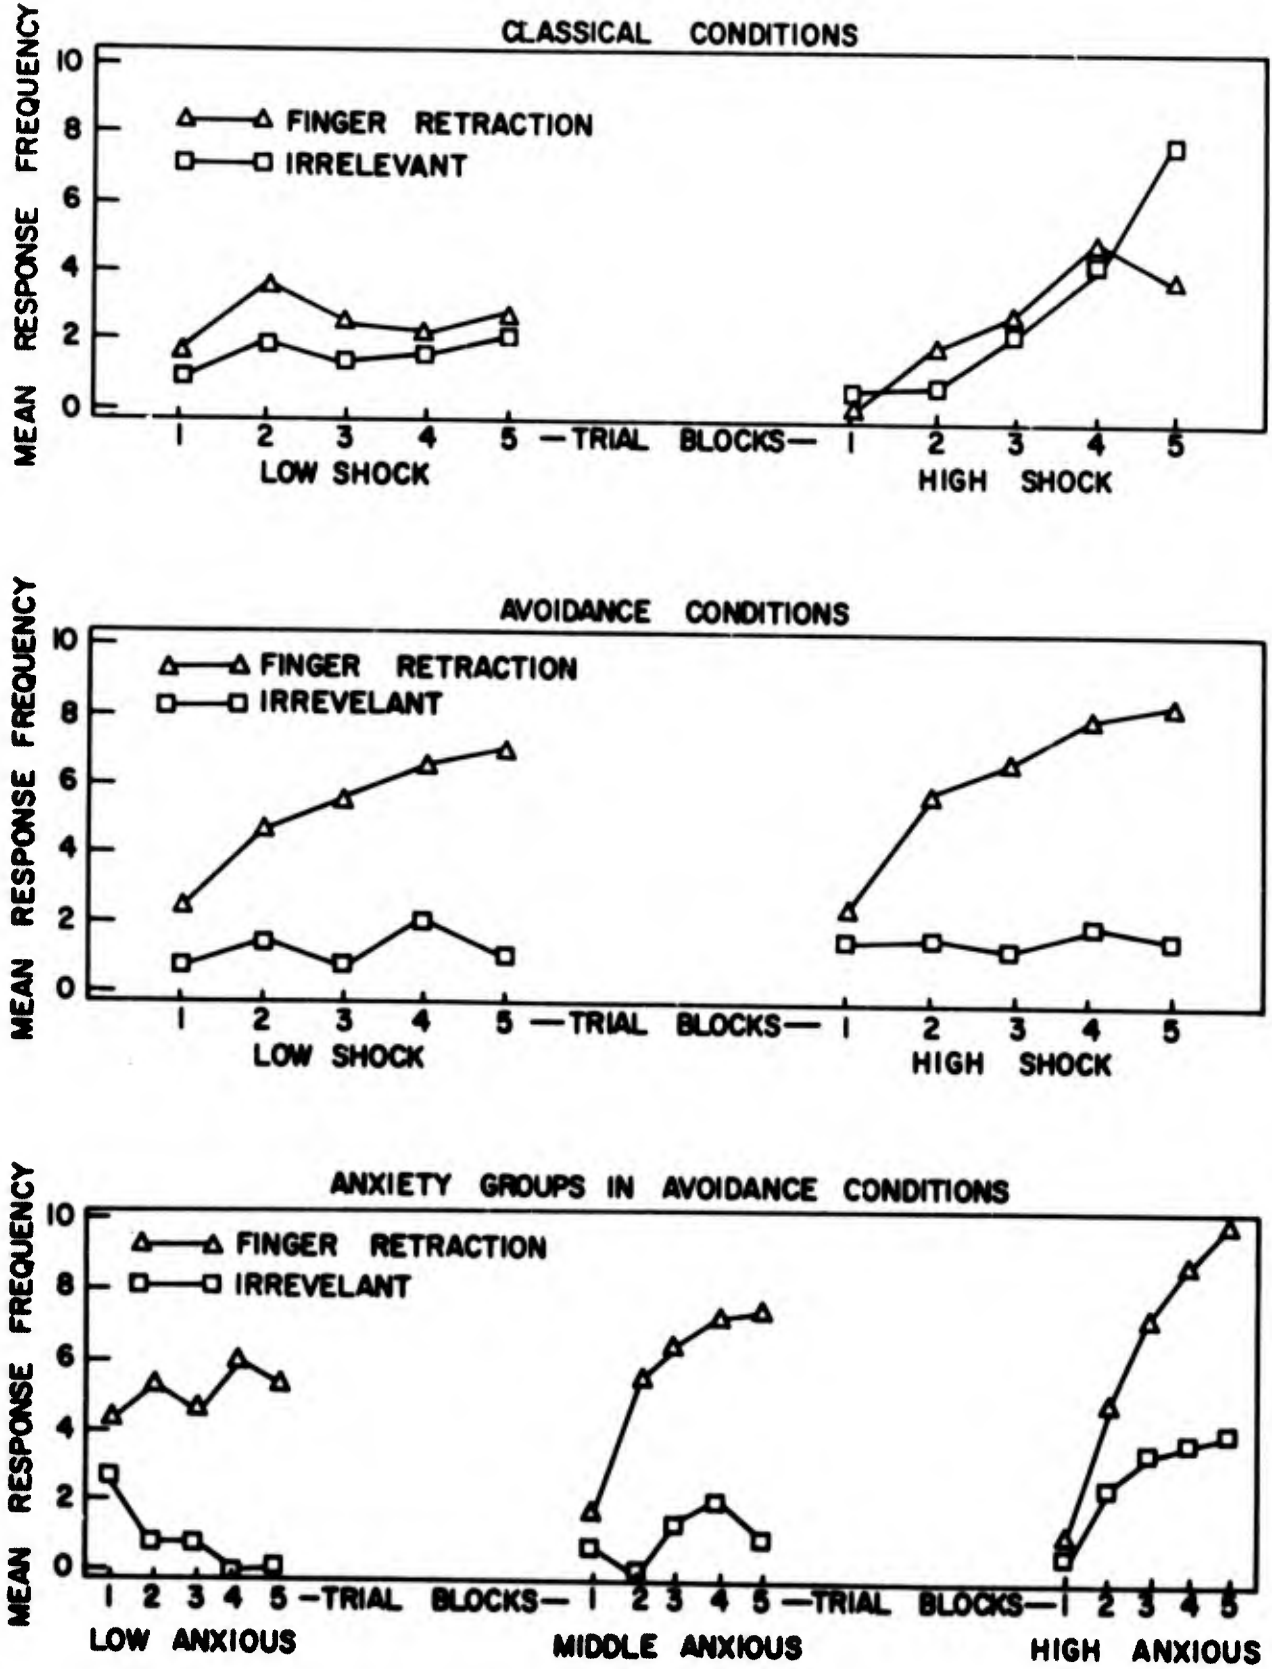 CLASSICAL CONDITIONS
MEAN RESPONSE FREQUENCY
10
8
6
4
2
0
FINGER RETRACTION
IRRELEVANT
1 2 3 4 5 —TRIAL BLOCKS— 1 2 3 4 5
LOW SHOCK HIGH SHOCK
AVOIDANCE CONDITIONS
MEAN RESPONSE FREQUENCY
10
8
6
4
2
0
FINGER RETRACTION
IRREVELANT
1 2 3 4 5 —TRIAL BLOCKS— 1 2 3 4 5
LOW SHOCK HIGH SHOCK
ANXIETY GROUPS IN AVOIDANCE CONDITIONS
MEAN RESPONSE FREQUENCY
10
8
6
4
2
0
FINGER RETRACTION
IRREVELANT
1 2 3 4 5 —TRIAL BLOCKS— 1 2 3 4 5 —TRIAL BLOCKS— 1 2 3 4 5
LOW ANXIOUS MIDDLE ANXIOUS HIGH ANXIOUS